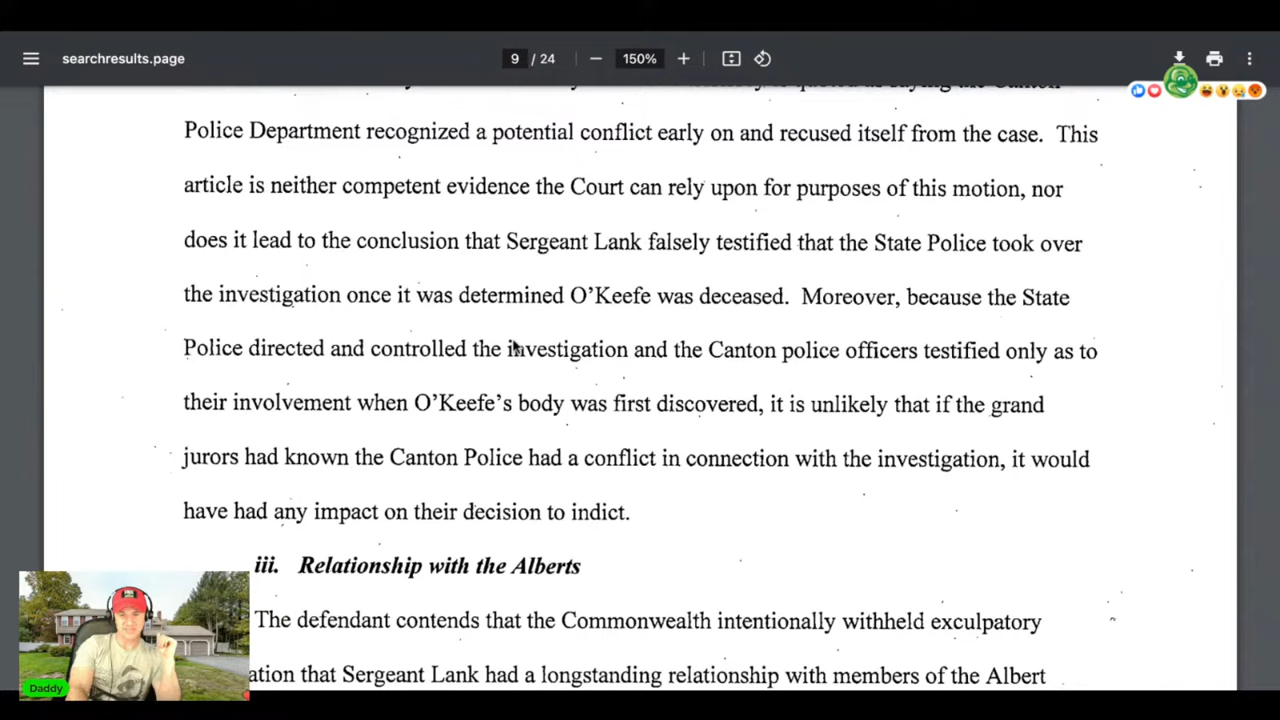 searchresults.page
9 / 24
150%
Police Department recognized a potential conflict early on and recused itself from the case. This
article is neither competent evidence the Court can rely upon for purposes of this motion, nor
does it lead to the conclusion that Sergeant Lank falsely testified that the State Police took over
the investigation once it was determined O'Keefe was deceased. Moreover, because the State
Police directed and controlled the investigation and the Canton police officers testified only as to
their involvement when O'Keefe's body was first discovered, it is unlikely that if the grand
jurors had known the Canton Police had a conflict in connection with the investigation, it would
have had any impact on their decision to indict.
iii. Relationship with the Alberts
The defendant contends that the Commonwealth intentionally withheld exculpatory
ation that Sergeant Lank had a longstanding relationship with members of the Albert
Daddy